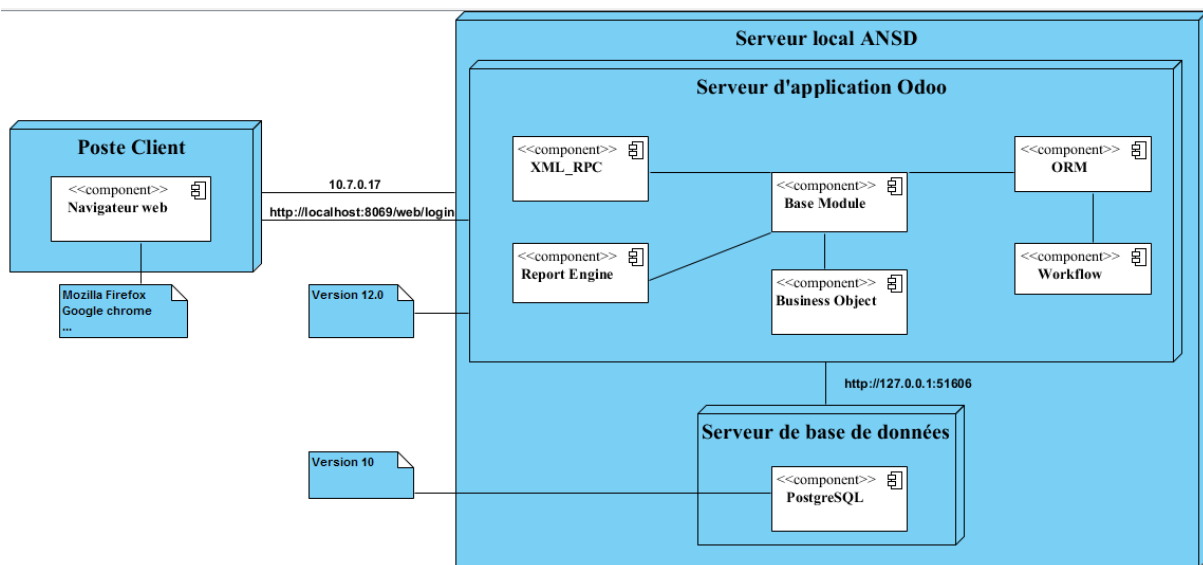 Serveur local ANSD
Serveur d'application Odoo
Poste Client
<<component>>
Navigateur web
Mozilla Firefox
Google chrome
...
10.7.0.17
http://localhost:8069/web/login
Version 12.0
<<component>>
XML_RPC
<<component>>
Report Engine
<<component>>
Base Module
<<component>>
Business Object
<<component>>
ORM
<<component>>
Workflow
http://127.0.0.1:51606
Serveur de base de données
<<component>>
PostgreSQL
Version 10